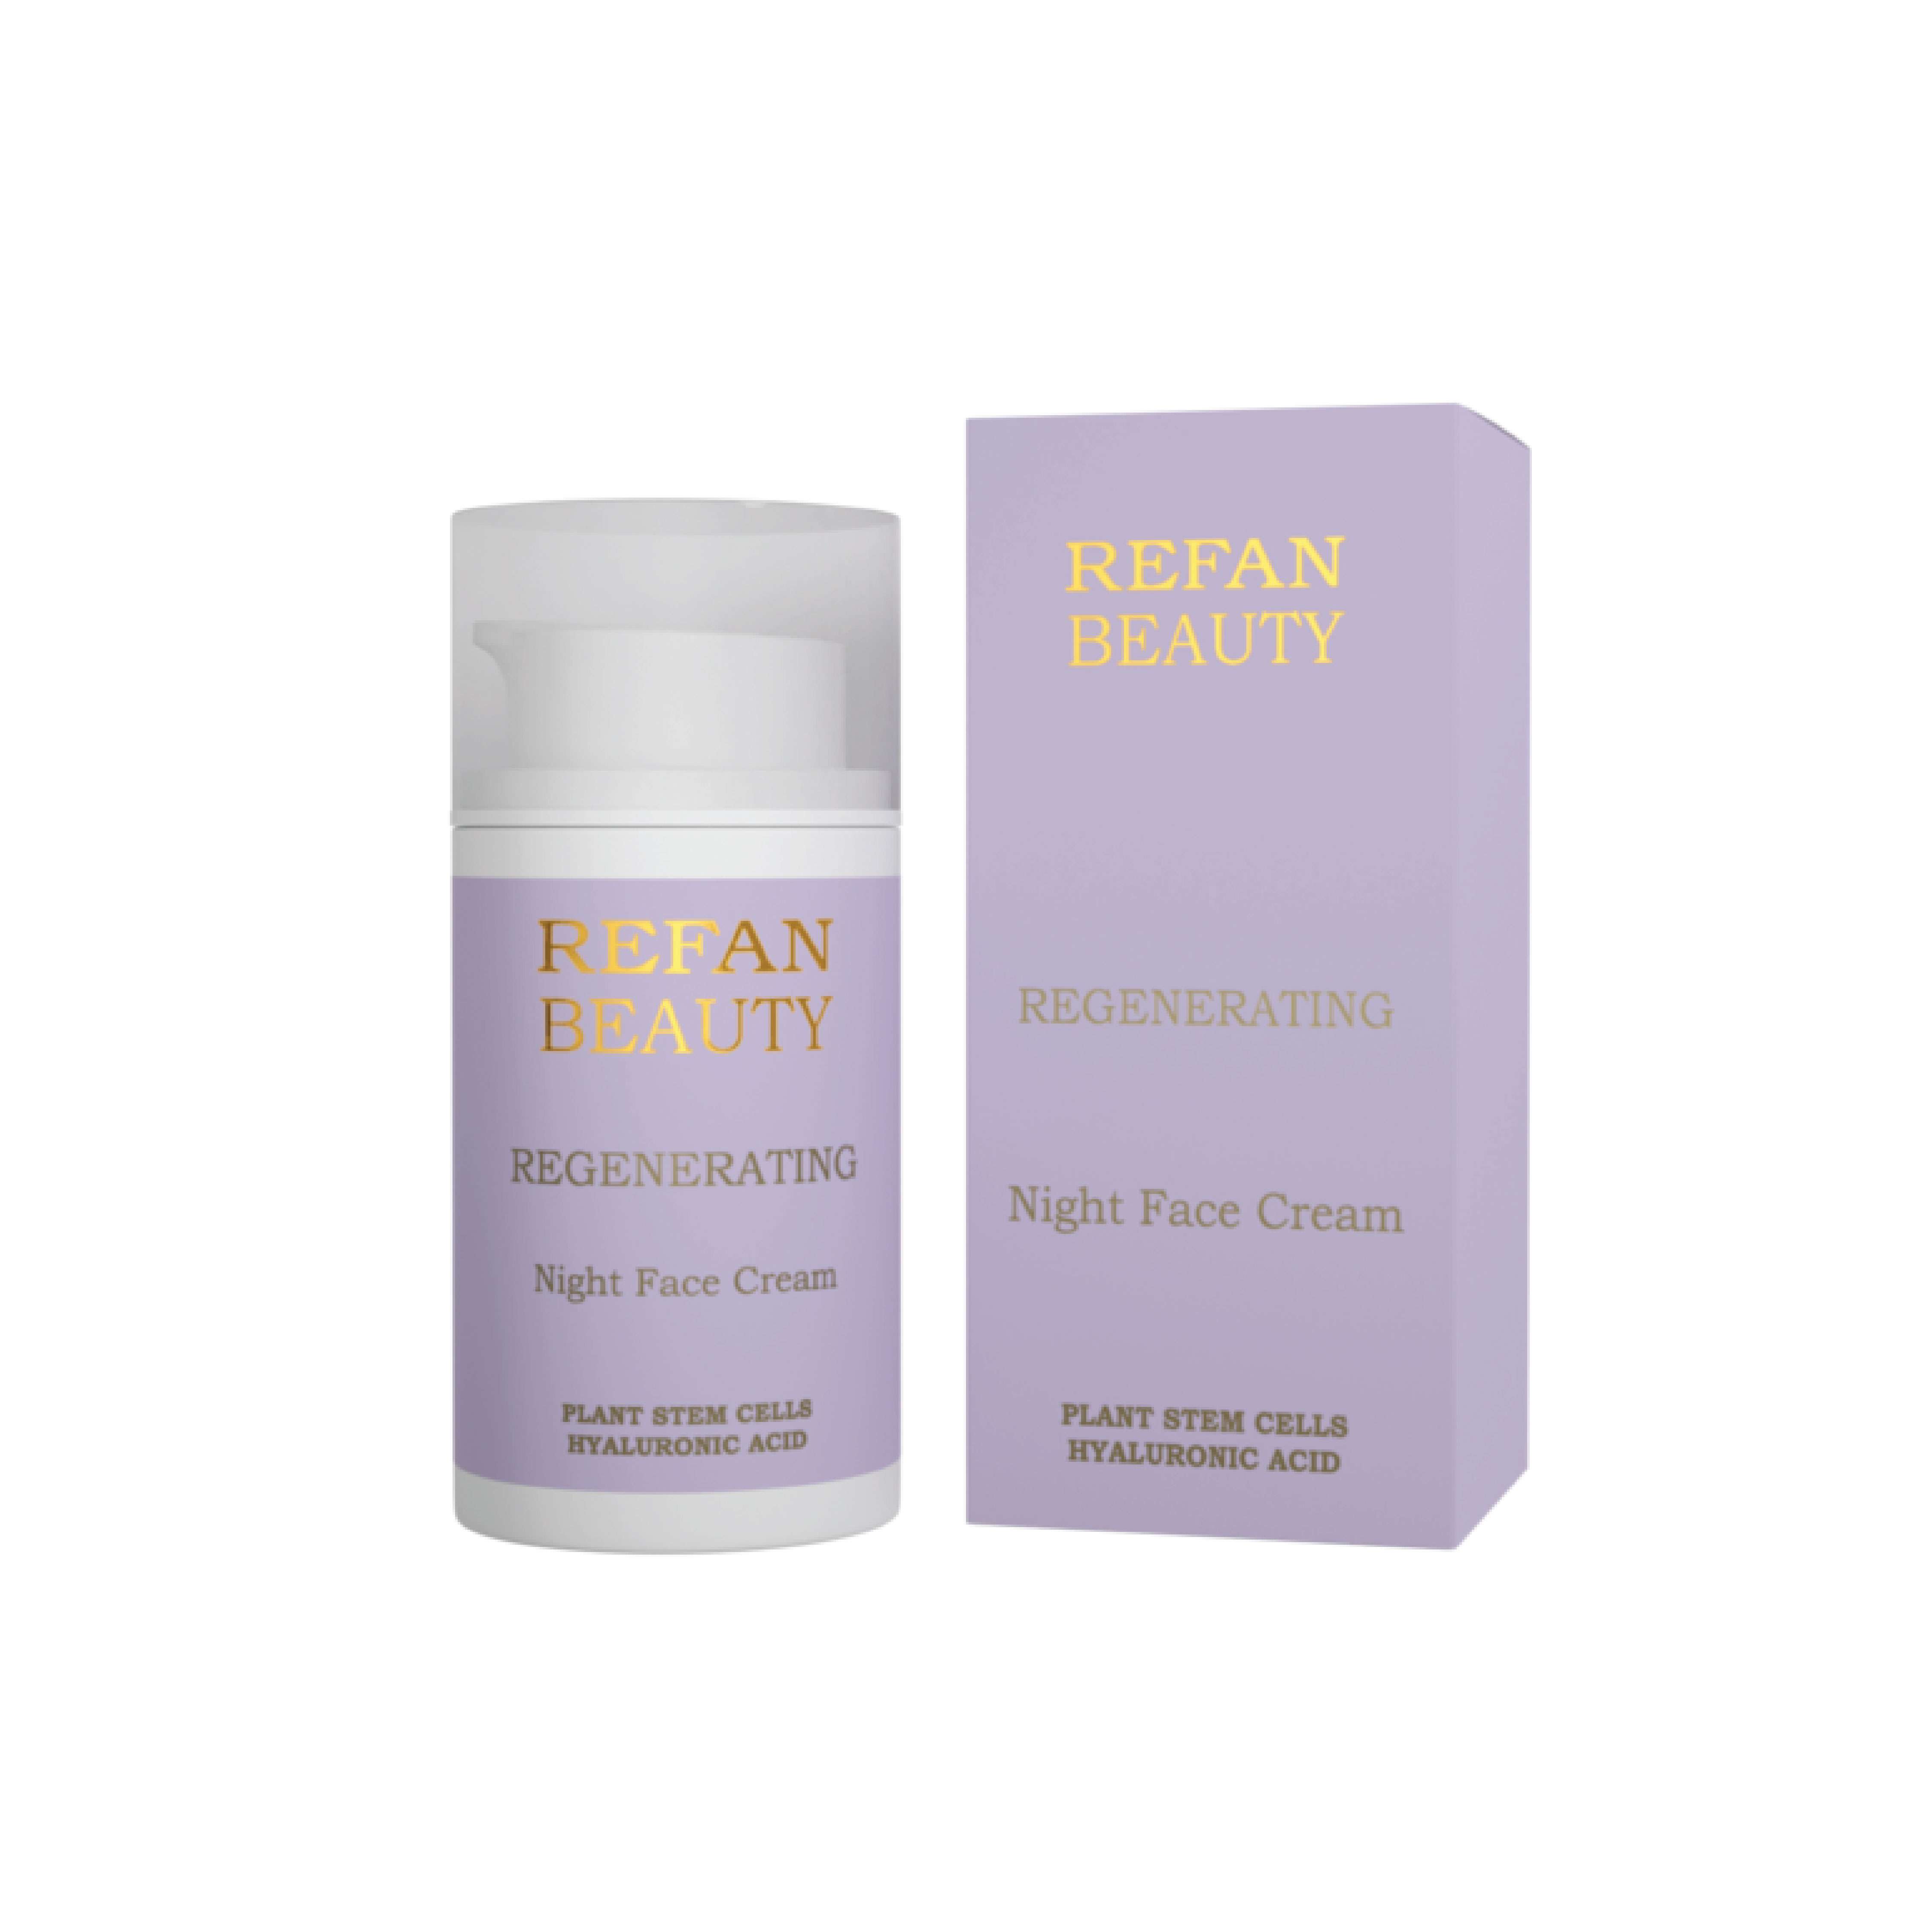 REFAN
BEAUTY
REGENERATING
Night Face Cream
PLANT STEM CELLS
HYALURONIC ACID
REFAN
BEAUTY
REGENERATING
Night Face Cream
PLANT STEM CELLS
HYALURONIC ACID